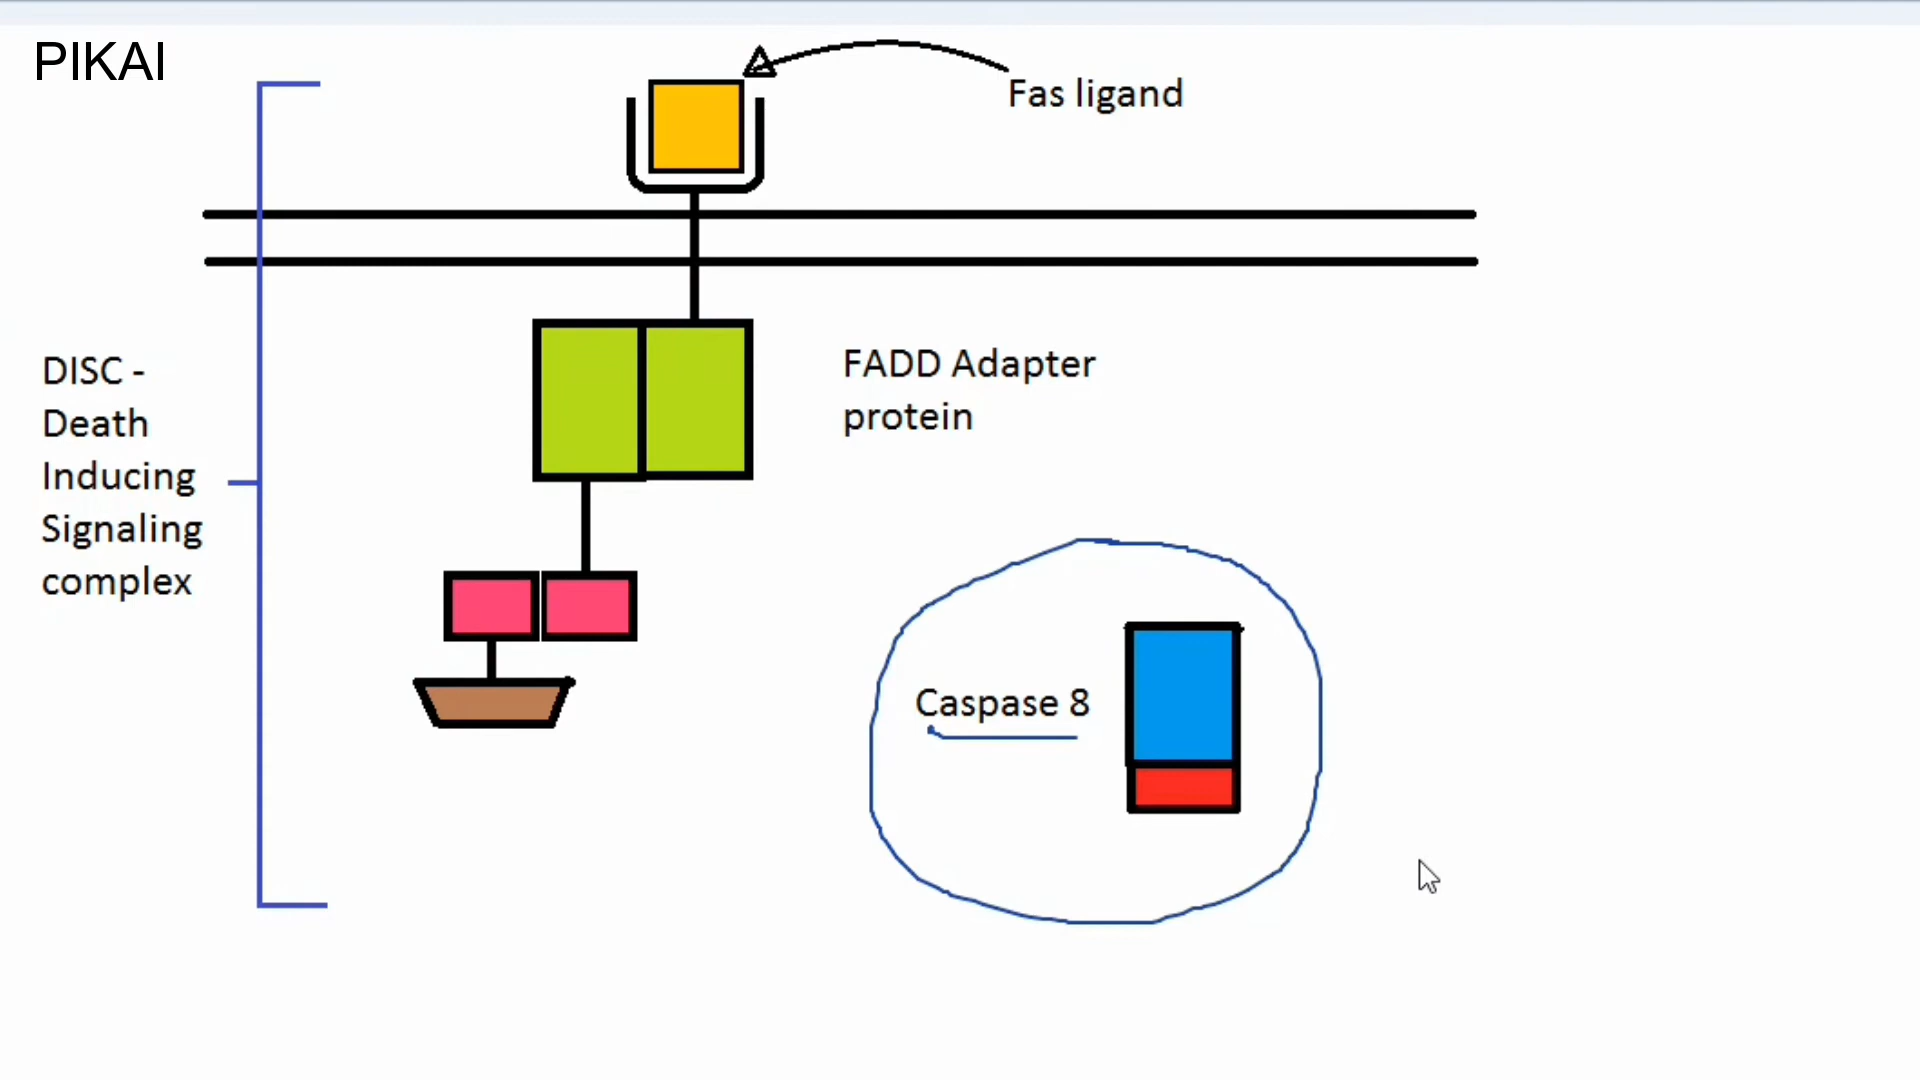 PIKAI
Fas ligand
FADD Adapter
protein
DISC -
Death
Inducing
Signaling
complex
Caspase 8